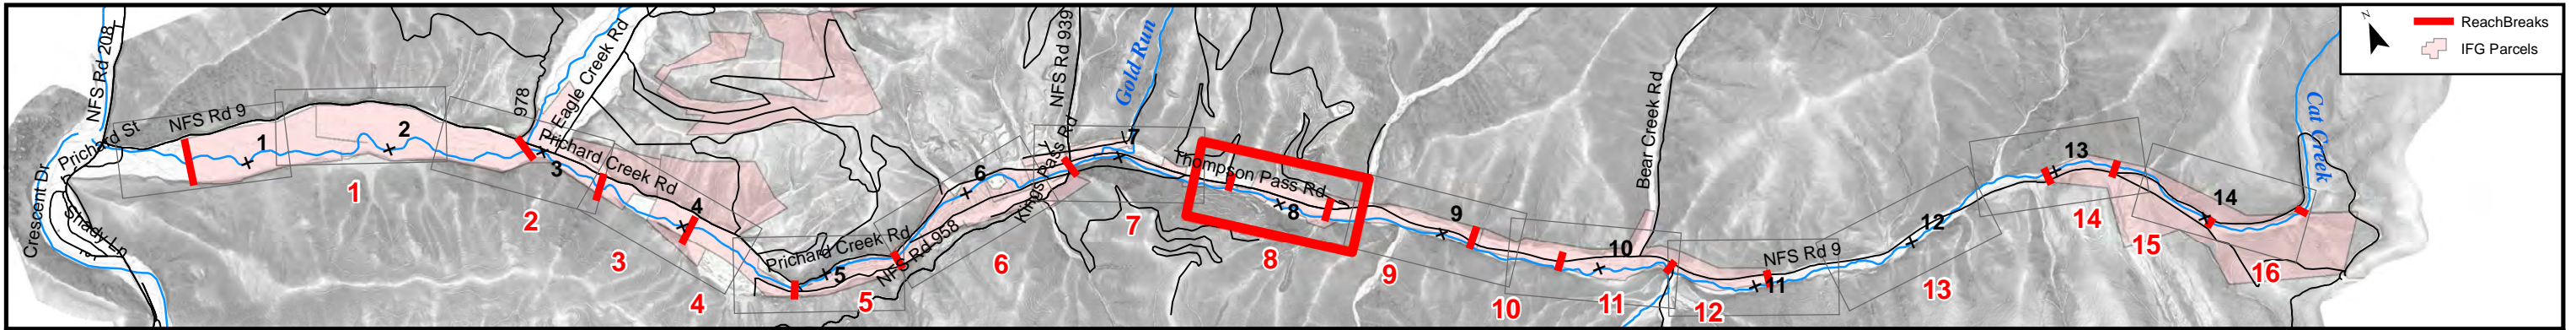 NFS Rd 208
Prichard St
NFS Rd 9
Crescent Dr
Shady Lp
978
Eagle Creek Rd
Prichard Creek Rd
Prichard Creek Rd
NFS Rd 958
Kings Pass Rd
NFS Rd 939
Gold Run
Thompson Pass Rd
Bear Creek Rd
NFS Rd 9
Cat Creek
1
2
3
4
5
6
7
8
9
10
11
12
13
14
1
2
3
4
5
6
7
8
9
10
11
12
13
14
15
16
N
ReachBreaks
IFG Parcels